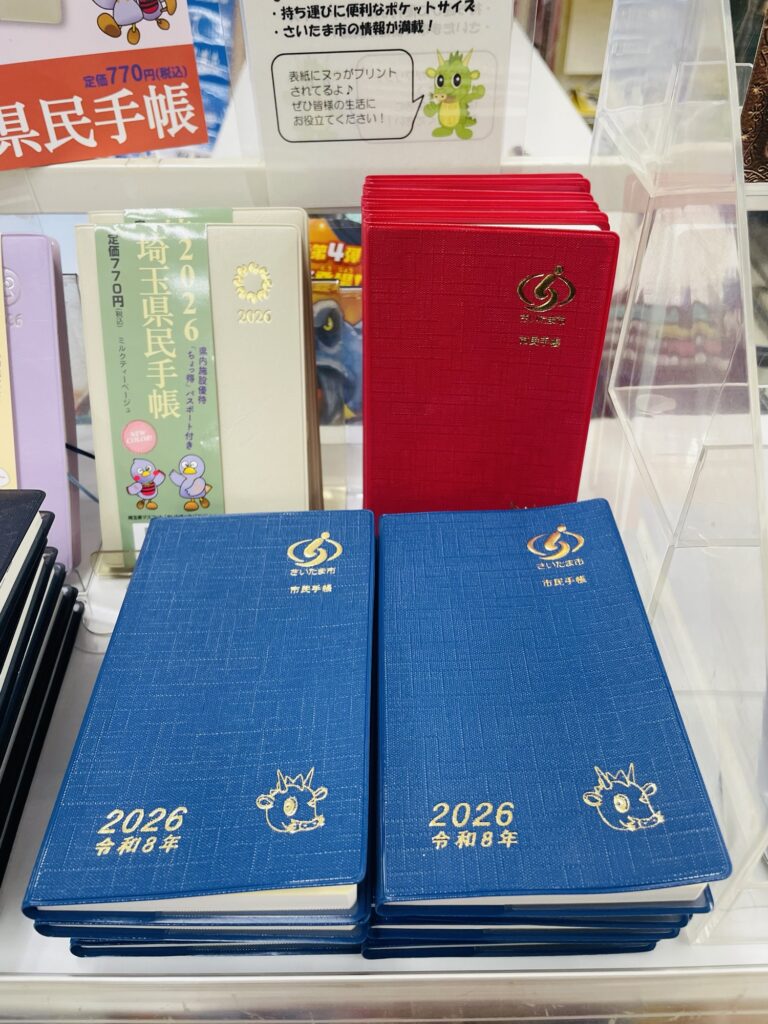 定価770円(税込)
県民手帳
・持ち運びに便利なポケットサイズ
・さいたま市の情報が満載！
表紙にヌゥがプリント
されてるよ♪
ぜひ皆様の生活に
お役立てください！
2026
埼玉県民手帳
定価770円(税込)
ミルクティーベージュ
県内施設優待
「ちょっ得」パスポート付き
NEW
COLOR!
2026
さいたま市
市民手帳
さいたま市
市民手帳
2026
令和8年
さいたま市
市民手帳
2026
令和8年